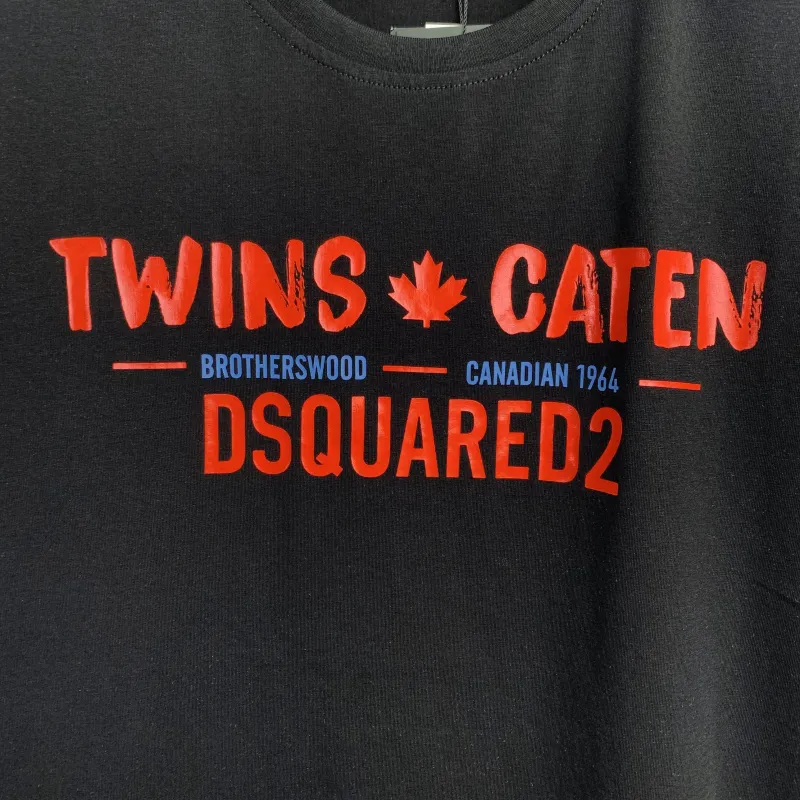 TWINS CATEN
BROTHERSWOOD CANADIAN 1964
DSQUARED2